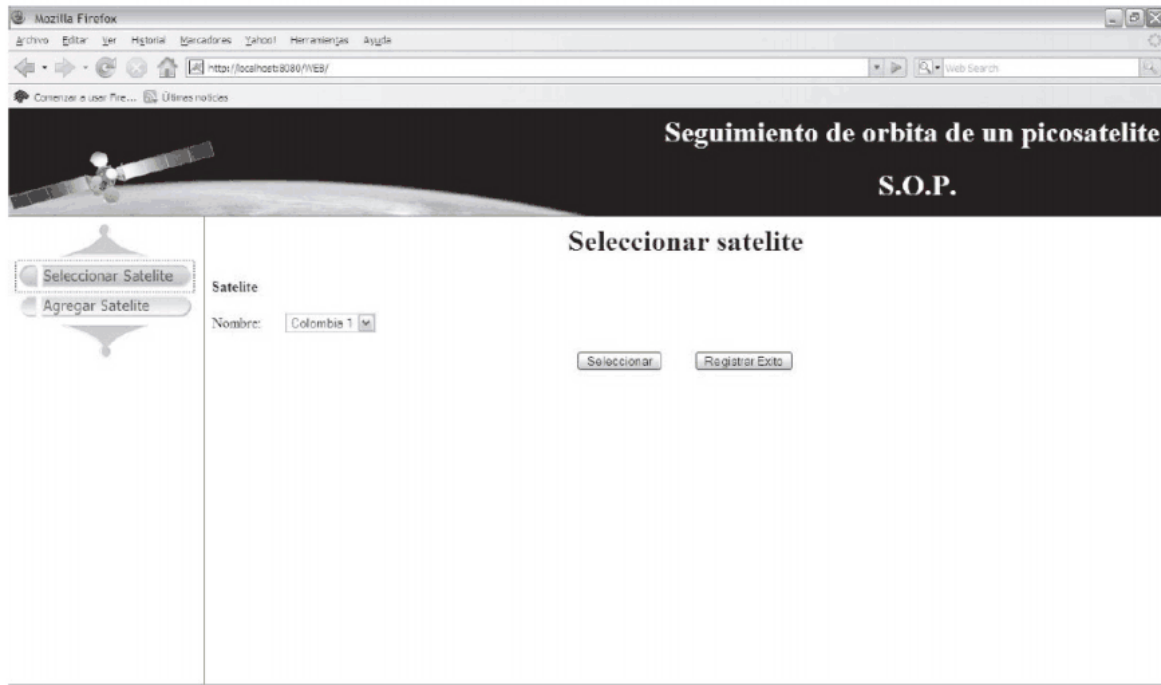 Mozilla Firefox
Archivo Editar Ver Historial Marcadores Yahoo! Herramientas Ayuda
http://localhost:8080/WEB/
Web Search
Comenzar a usar Fire... Últimas noticias
Seguimiento de orbita de un picosatelite
S.O.P.
Seleccionar Satelite
Agregar Satelite
Seleccionar satelite
Satelite
Nombre: Colombia 1
Seleccionar Registrar Exito